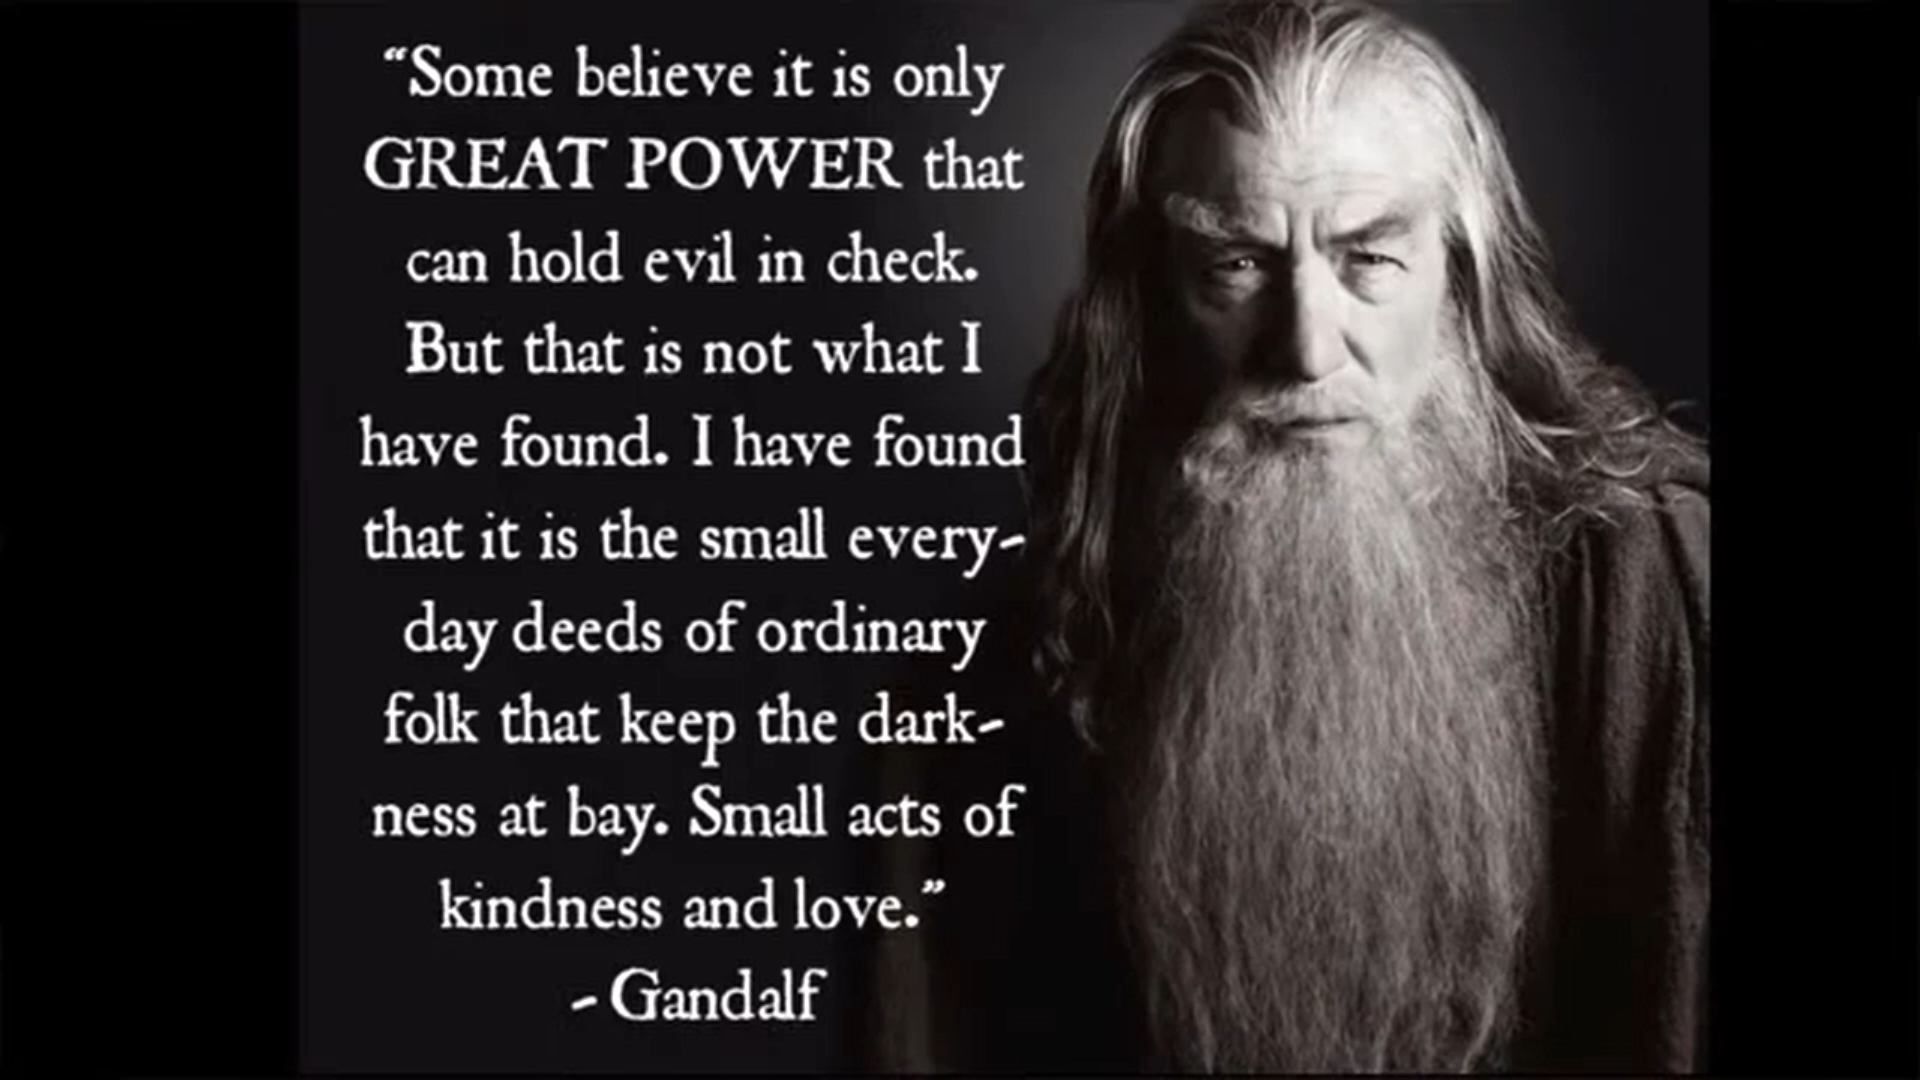 “Some believe it is only
GREAT POWER that
can hold evil in check.
But that is not what I
have found. I have found
that it is the small every-
day deeds of ordinary
folk that keep the dark-
ness at bay. Small acts of
kindness and love.”
- Gandalf